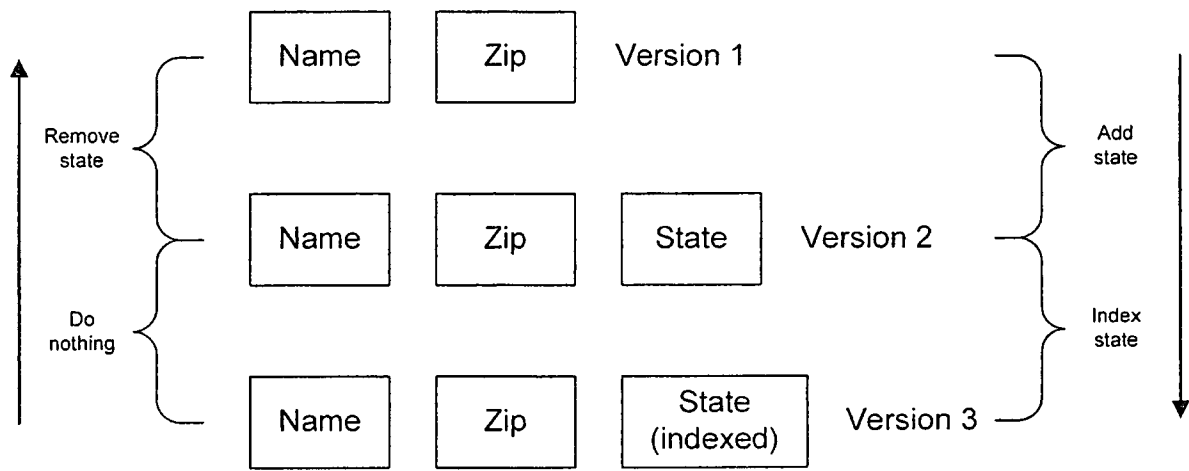 Name
Zip
Version 1
Remove
state
Add
state
Name
Zip
State
Version 2
Do
nothing
Index
state
Name
Zip
State
(indexed)
Version 3